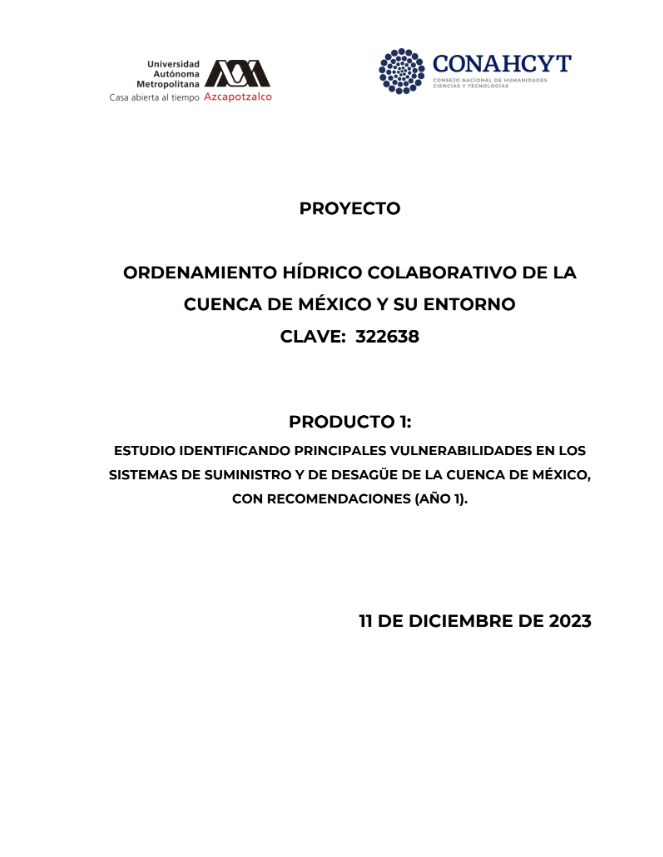 Universidad
Autónoma
Metropolitana
Casa abierta al tiempo Azcapotzalco
CONAHCYT
CONSEJO NACIONAL DE HUMANIDADES
CIENCIAS Y TECNOLOGÍAS
PROYECTO
ORDENAMIENTO HÍDRICO COLABORATIVO DE LA
CUENCA DE MÉXICO Y SU ENTORNO
CLAVE: 322638
PRODUCTO 1:
ESTUDIO IDENTIFICANDO PRINCIPALES VULNERABILIDADES EN LOS
SISTEMAS DE SUMINISTRO Y DE DESAGÜE DE LA CUENCA DE MÉXICO,
CON RECOMENDACIONES (AÑO 1).
11 DE DICIEMBRE DE 2023